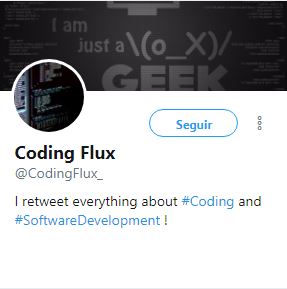 I am
just a \(o_X)/
GEEK
Seguir
Coding Flux
@CodingFlux_
I retweet everything about #Coding and
#SoftwareDevelopment !